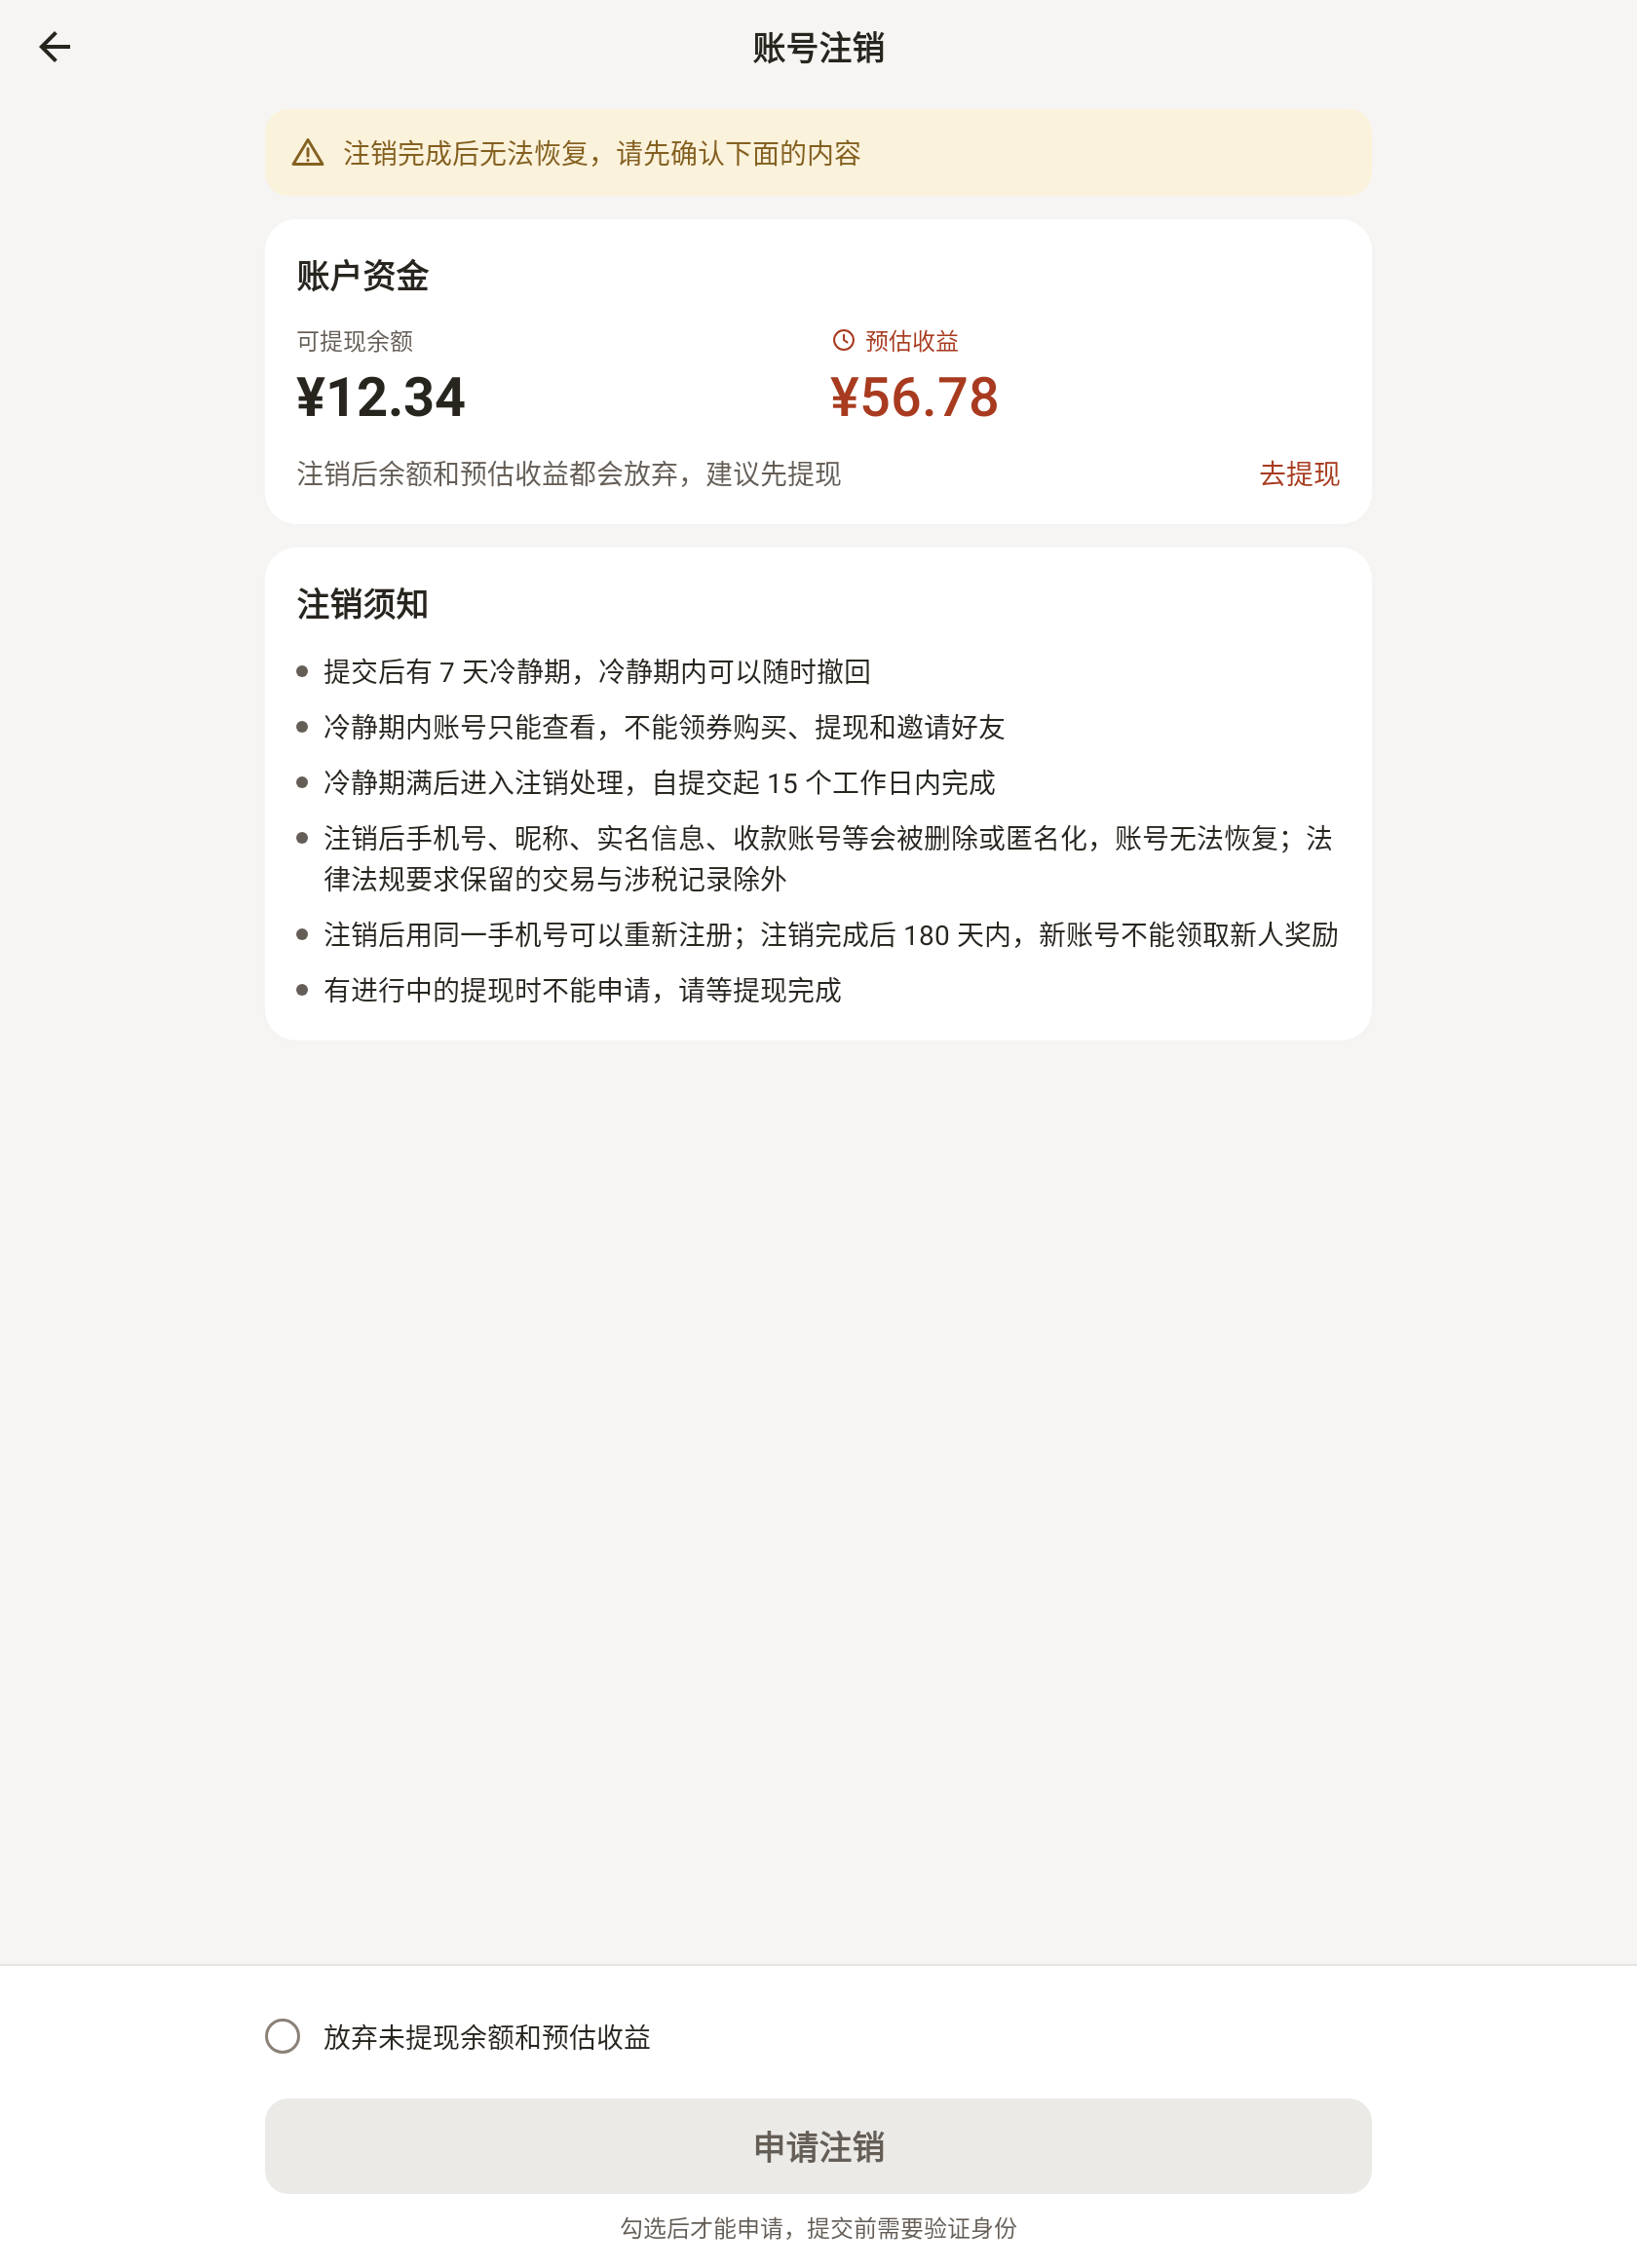 账号注销
注销完成后无法恢复，请先确认下面的内容
账户资金
可提现余额
预估收益
¥12.34
¥56.78
注销后余额和预估收益都会放弃，建议先提现
去提现
注销须知
提交后有 7 天冷静期，冷静期内可以随时撤回
冷静期内账号只能查看，不能领券购买、提现和邀请好友
冷静期满后进入注销处理，自提交起 15 个工作日内完成
注销后手机号、昵称、实名信息、收款账号等会被删除或匿名化，账号无法恢复；法
律法规要求保留的交易与涉税记录除外
注销后用同一手机号可以重新注册；注销完成后 180 天内，新账号不能领取新人奖励
有进行中的提现时不能申请，请等提现完成
放弃未提现余额和预估收益
申请注销
勾选后才能申请，提交前需要验证身份